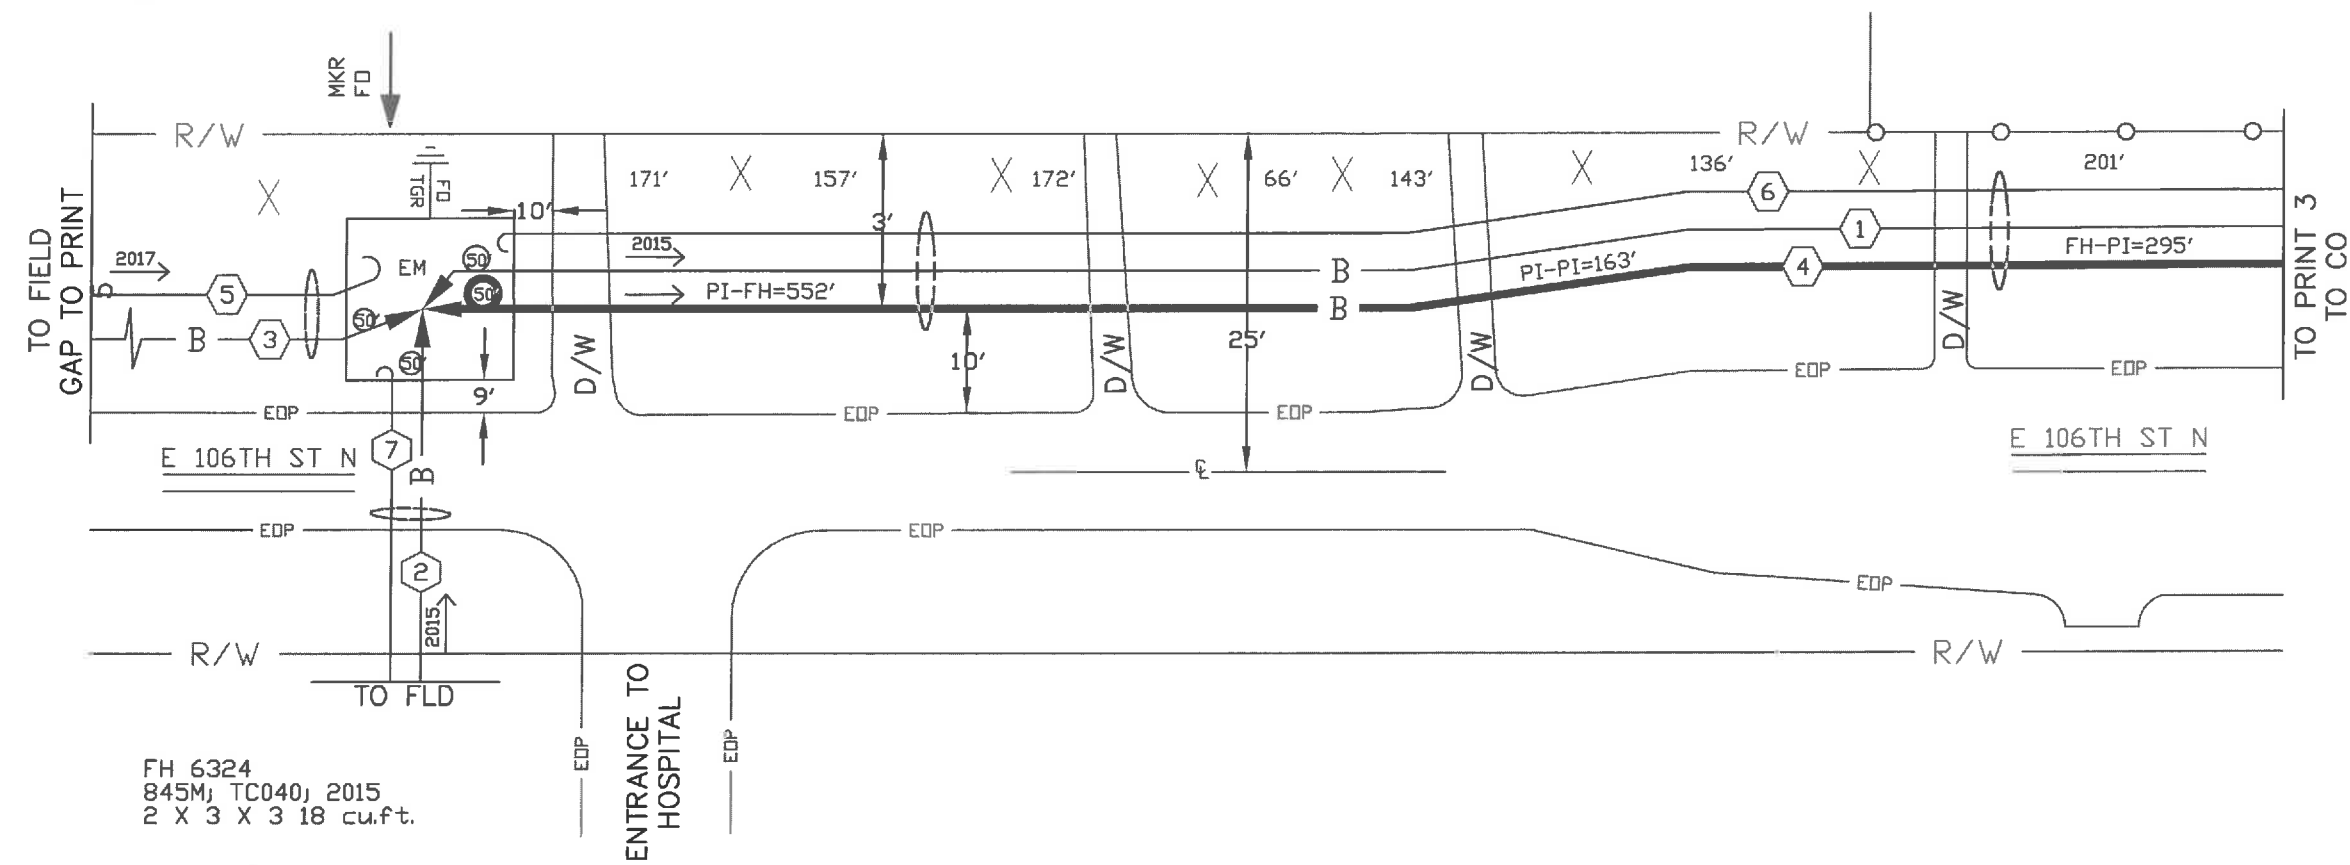 MKR
FO
R/W
R/W
TGR
FO
171'
157'
172'
66'
143'
136'
201'
10'
3'
6
1
4
FH-PI=295'
PI-PI=163'
2015
50'
50'
50'
50'
EM
2017
5
3
B
PI-FH=552'
B
B
TO FIELD
GAP TO PRINT 5
TO PRINT 3
TO CO
D/W
D/W
D/W
D/W
10'
25'
9'
EOP
EOP
EOP
EOP
EOP
7
B
E 106TH ST N
E 106TH ST N
CL
EOP
EOP
EOP
2
2015
R/W
R/W
TO FLD
ENTRANCE TO
HOSPITAL
EOP
EOP
FH 6324
845M; TC040; 2015
2 X 3 X 3 18 cu.ft.